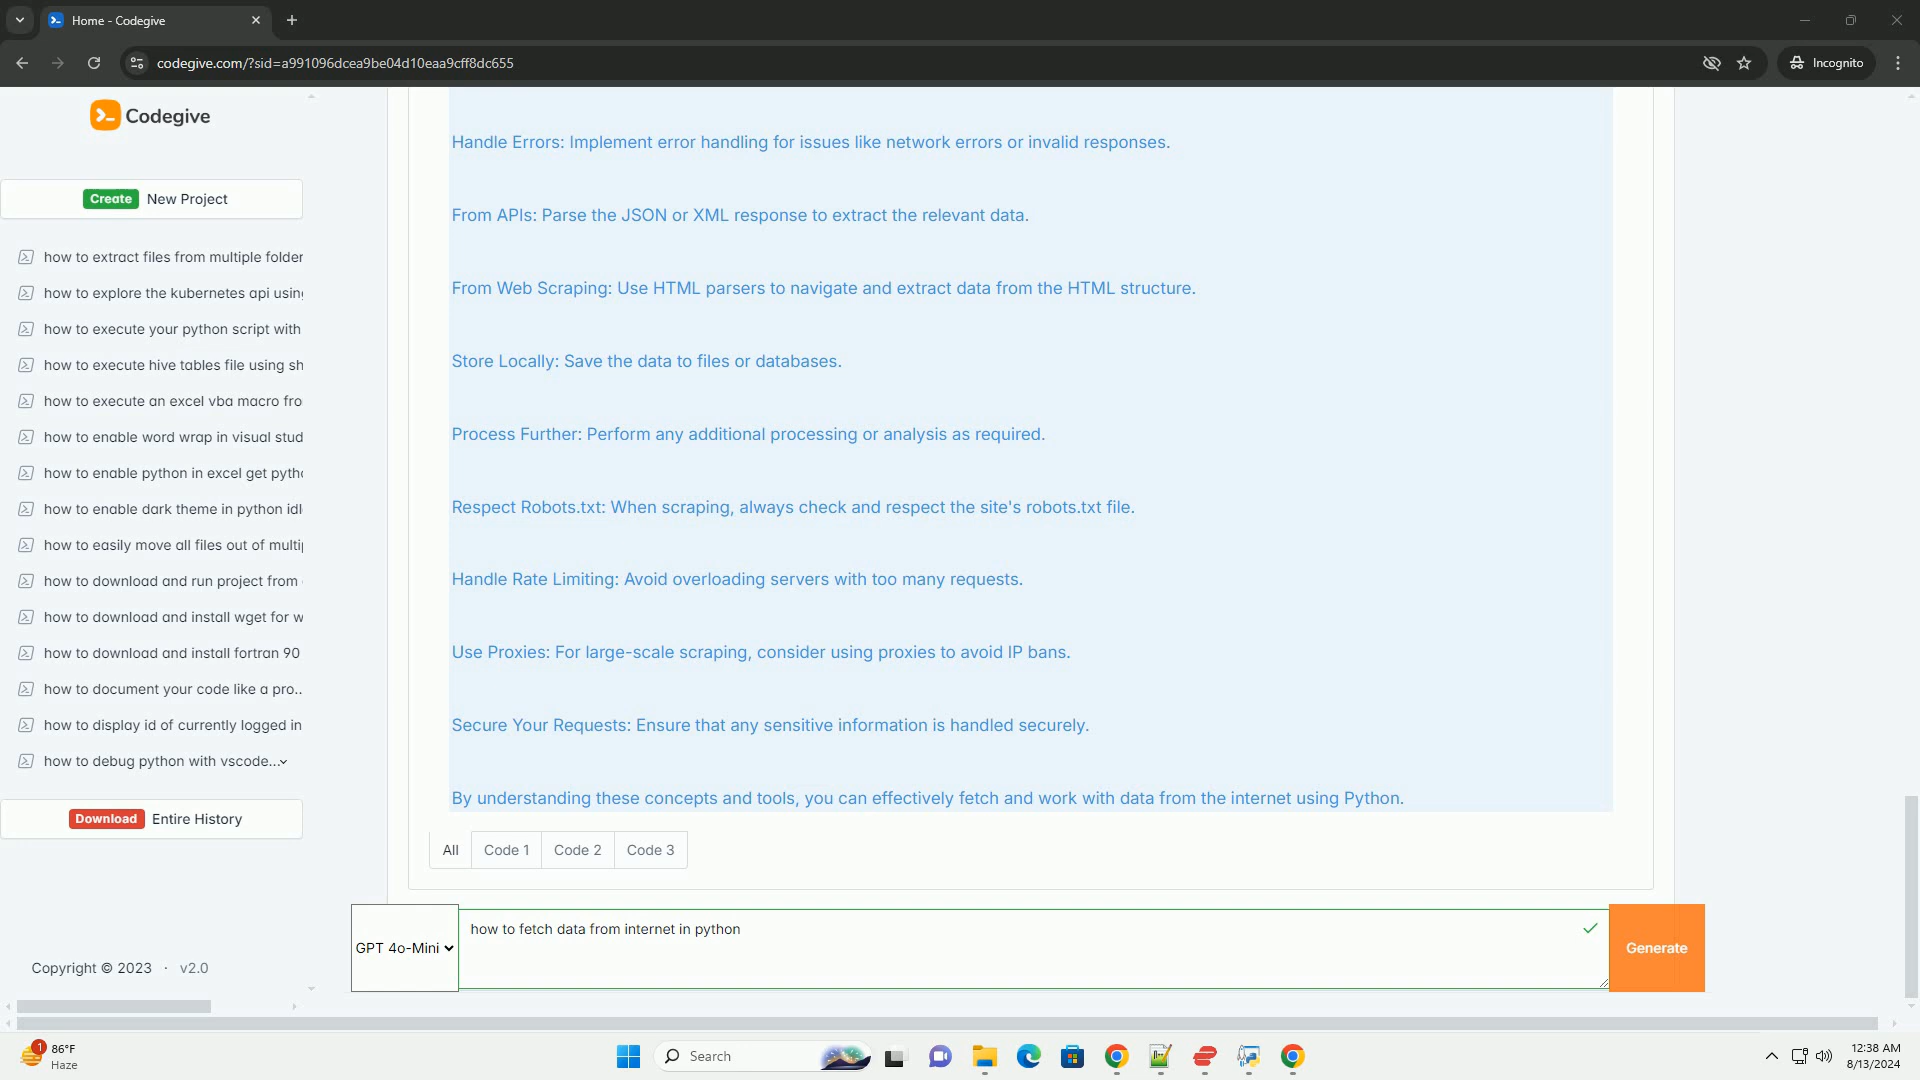 Home - Codegive
codegive.com/?sid=a991096dcea9be04d10eaa9cff8dc655
Incognito
Codegive
Create New Project
how to extract files from multiple folder
how to explore the kubernetes api using
how to execute your python script with
how to execute hive tables file using sh
how to execute an excel vba macro fro
how to enable word wrap in visual stud
how to enable python in excel get pytho
how to enable dark theme in python idl
how to easily move all files out of multip
how to download and run project from
how to download and install wget for w
how to download and install fortran 90
how to document your code like a pro...
how to display id of currently logged in
how to debug python with vscode...
Download Entire History
Copyright © 2023 · v2.0
Handle Errors: Implement error handling for issues like network errors or invalid responses.
From APIs: Parse the JSON or XML response to extract the relevant data.
From Web Scraping: Use HTML parsers to navigate and extract data from the HTML structure.
Store Locally: Save the data to files or databases.
Process Further: Perform any additional processing or analysis as required.
Respect Robots.txt: When scraping, always check and respect the site's robots.txt file.
Handle Rate Limiting: Avoid overloading servers with too many requests.
Use Proxies: For large-scale scraping, consider using proxies to avoid IP bans.
Secure Your Requests: Ensure that any sensitive information is handled securely.
By understanding these concepts and tools, you can effectively fetch and work with data from the internet using Python.
All Code 1 Code 2 Code 3
GPT 4o-Mini
how to fetch data from internet in python
Generate
1
86°F
Haze
Search
12:38 AM
8/13/2024